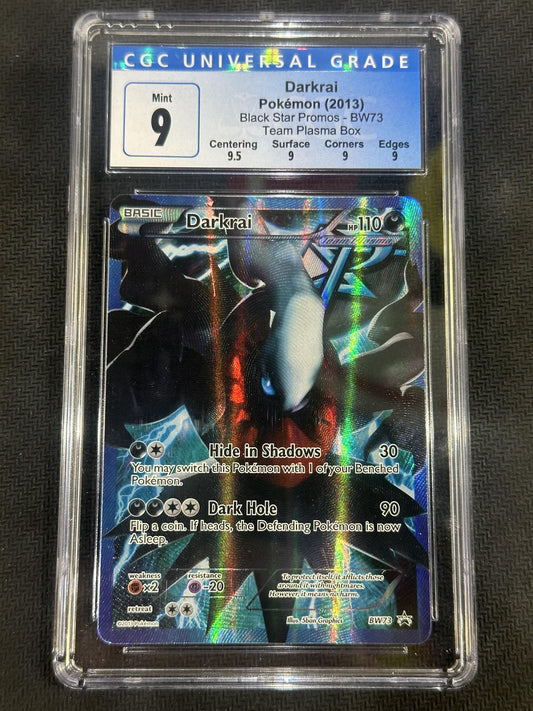 CGC UNIVERSAL GRADE
Mint
9
Darkrai
Pokémon (2013)
Black Star Promos - BW73
Team Plasma Box
Centering Surface Corners Edges
9.5 9 9 9
BASIC
Darkrai
HP110
Team Plasma
Hide in Shadows 30
You may switch this Pokémon with 1 of your Benched
Pokémon.
Dark Hole 90
Flip a coin. If heads, the Defending Pokémon is now
Asleep.
weakness resistance
×2 -20
retreat
To protect itself, it afflicts those
around it with nightmares.
However, it means no harm.
©2013 Pokémon
Illus. 5ban Graphics
BW73